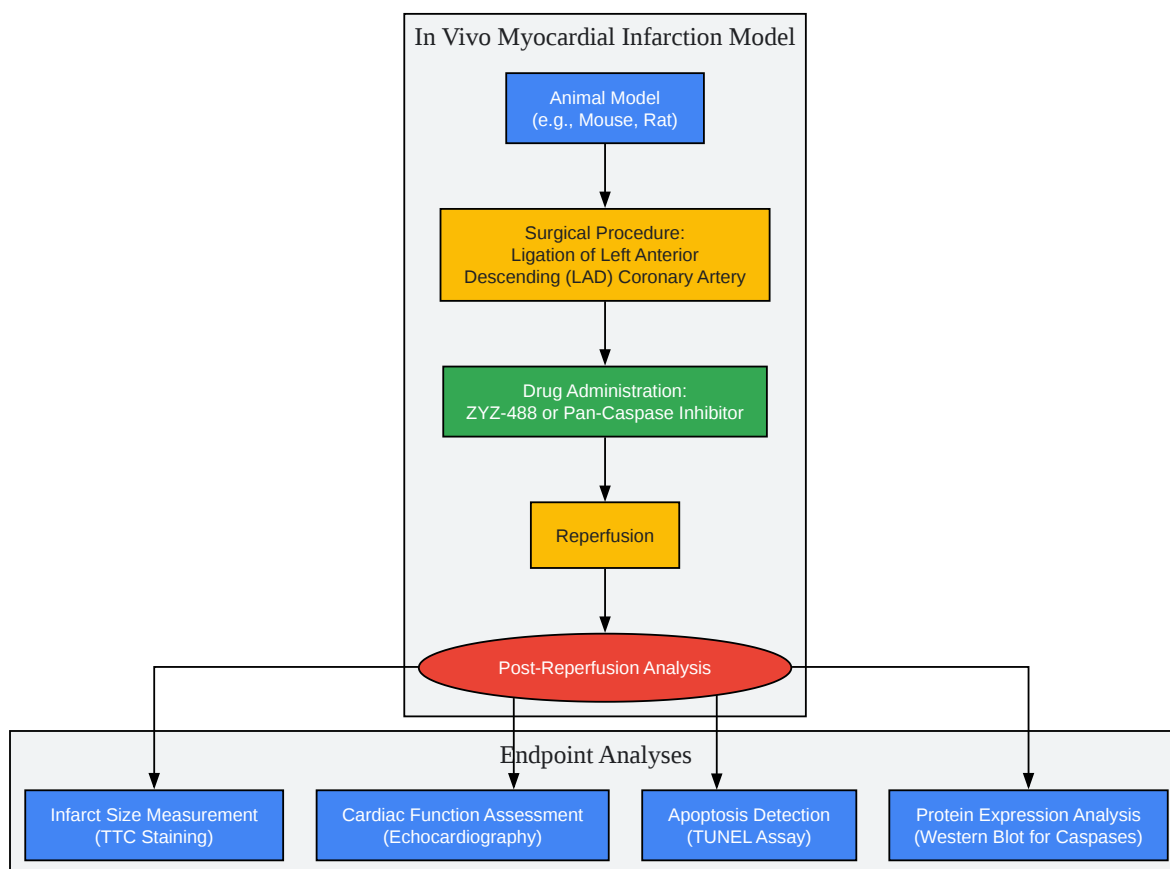 In Vivo Myocardial Infarction Model
Animal Model
(e.g., Mouse, Rat)
Surgical Procedure:
Ligation of Left Anterior
Descending (LAD) Coronary Artery
Drug Administration:
ZYZ-488 or Pan-Caspase Inhibitor
Reperfusion
Post-Reperfusion Analysis
Endpoint Analyses
Infarct Size Measurement
(TTC Staining)
Cardiac Function Assessment
(Echocardiography)
Apoptosis Detection
(TUNEL Assay)
Protein Expression Analysis
(Western Blot for Caspases)